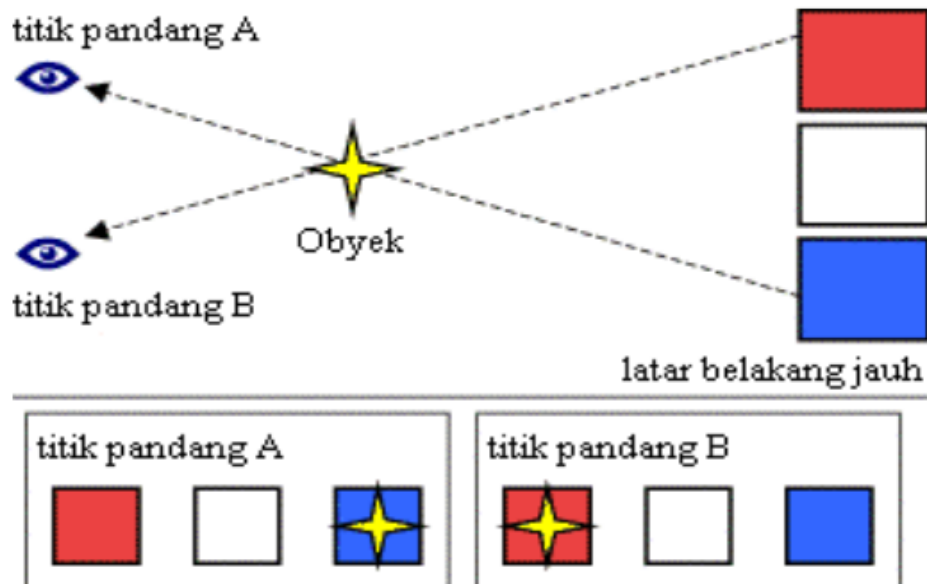 titik pandang A
Obyek
titik pandang B
latar belakang jauh
titik pandang A
titik pandang B